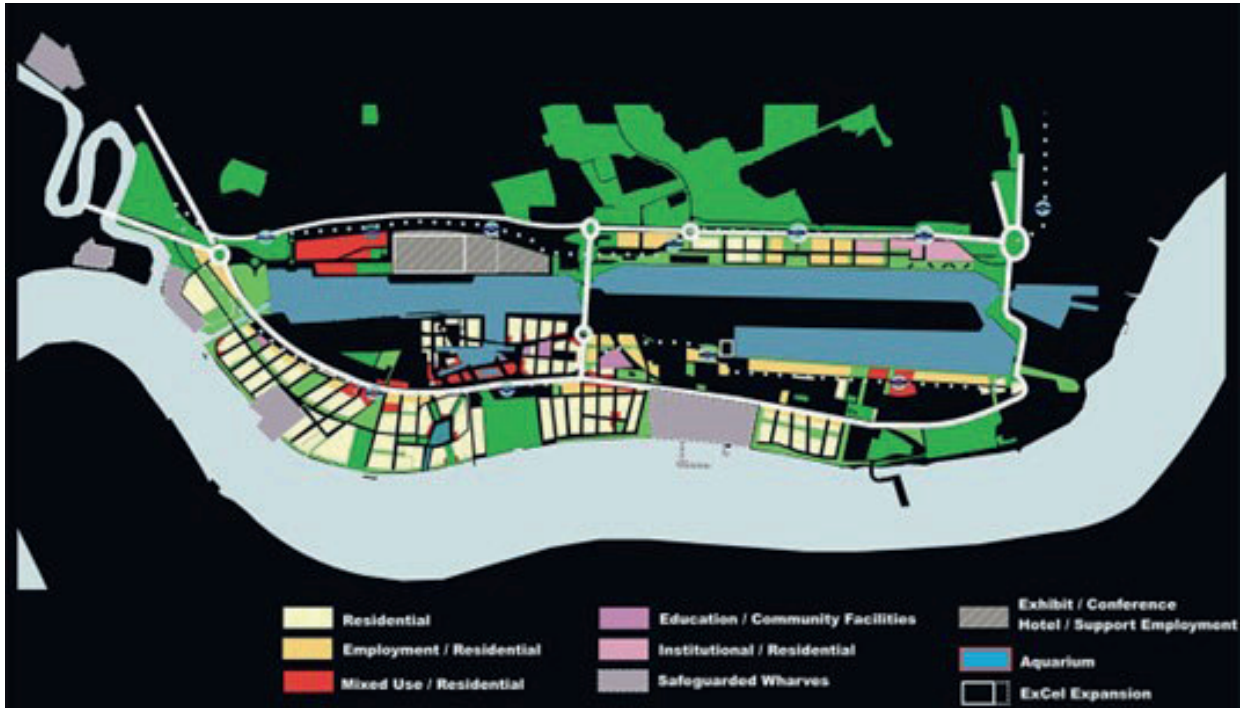 Residential
Employment / Residential
Mixed Use / Residential
Education / Community Facilities
Institutional / Residential
Safeguarded Wharves
Exhibit / Conference
Hotel / Support Employment
Aquarium
ExCel Expansion